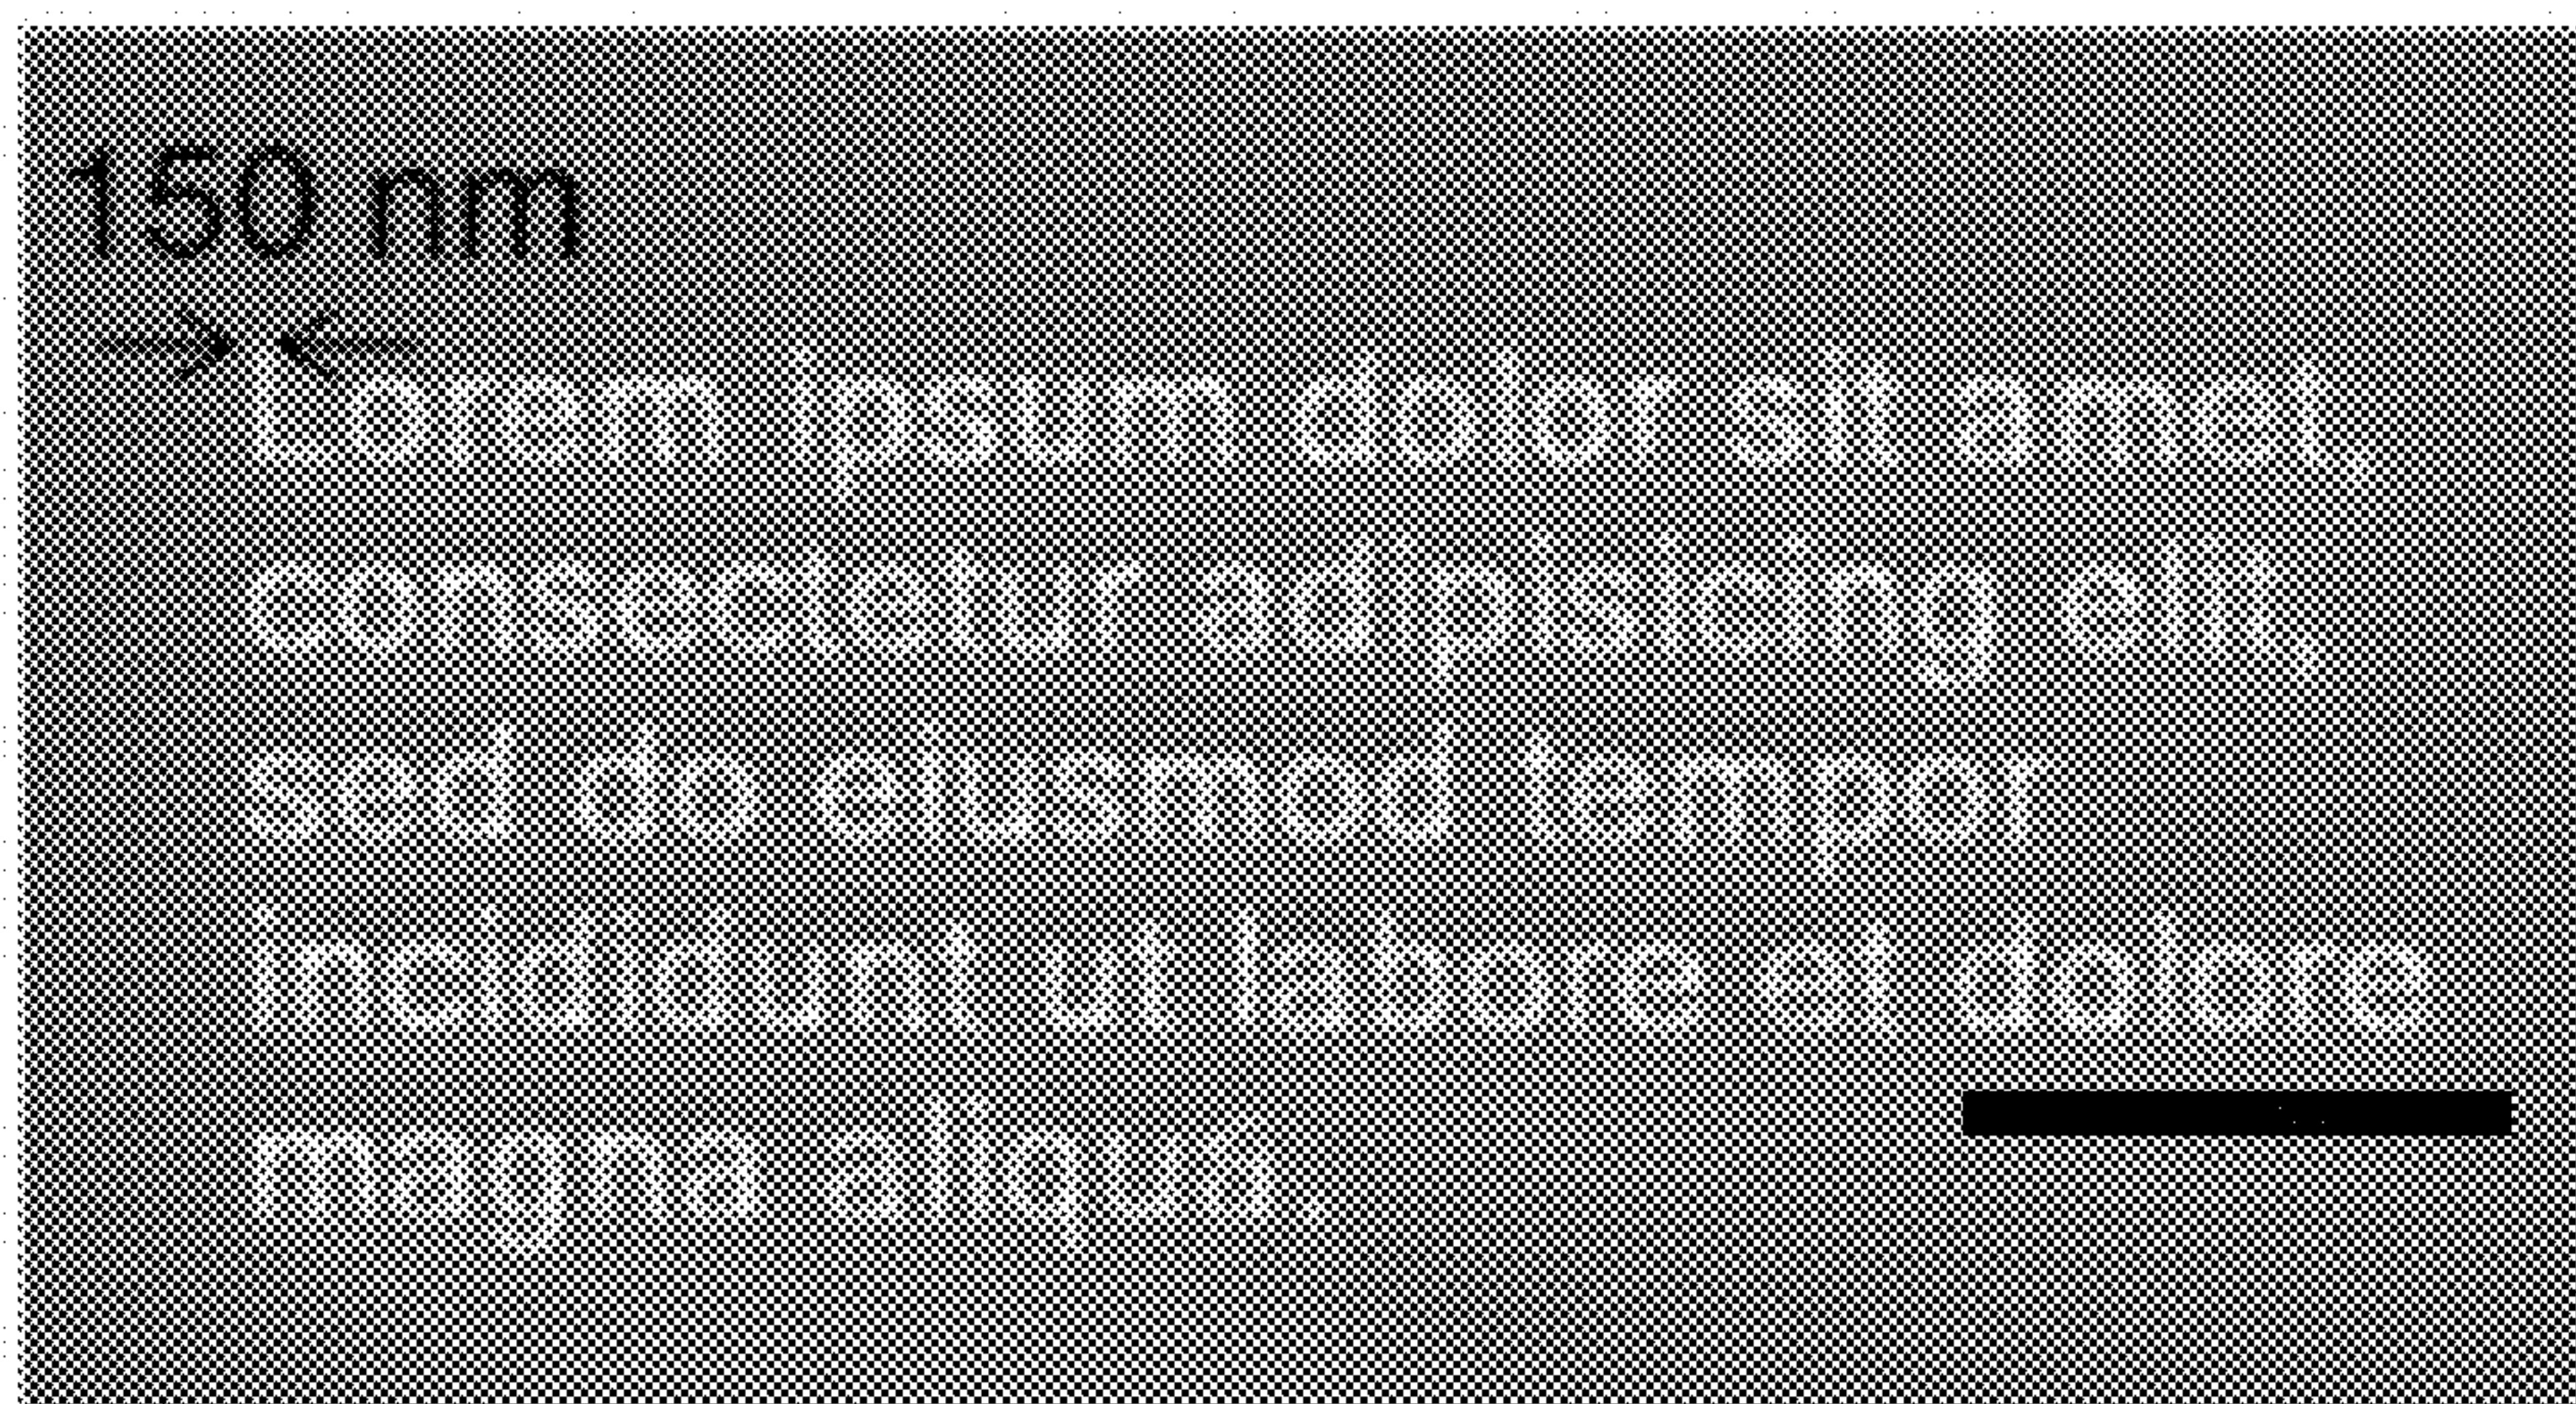 150 nm
Lorem ipsum dolor sit amet,
consectetur adipisicing elit,
sed do eiusmod tempor
incididunt ut labore et dolore
magna aliqua